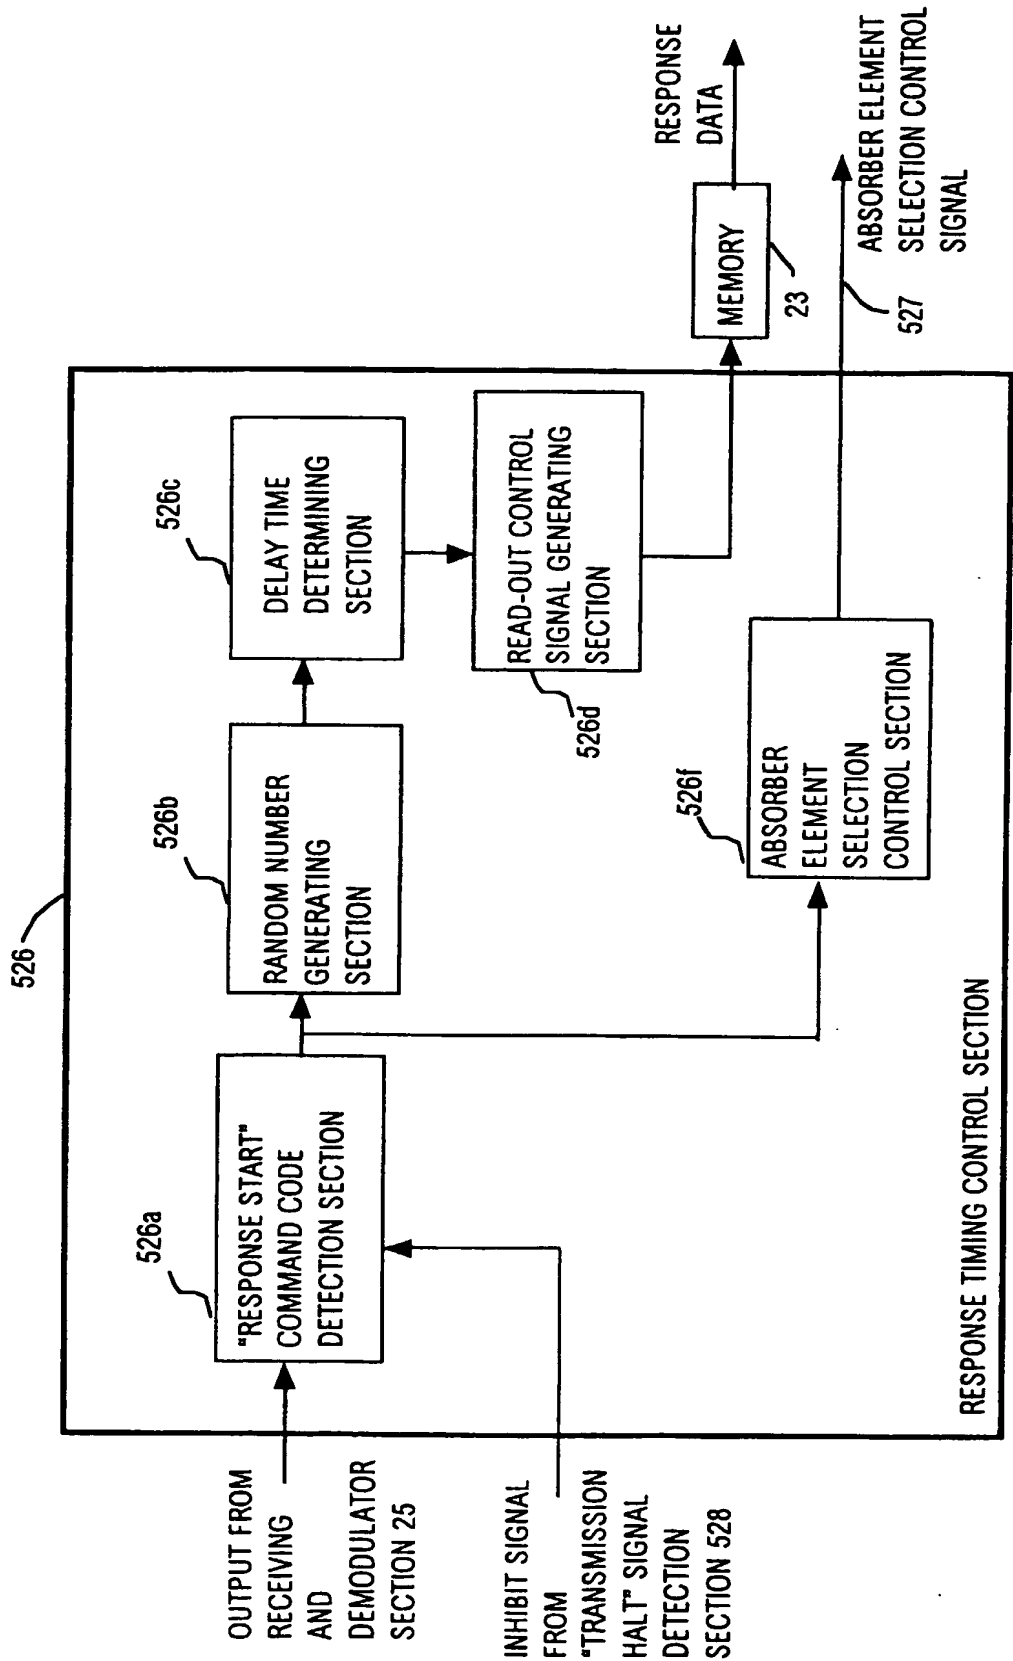 526
526a
"RESPONSE START"
COMMAND CODE
DETECTION SECTION
526b
RANDOM NUMBER
GENERATING
SECTION
526c
DELAY TIME
DETERMINING
SECTION
READ-OUT CONTROL
SIGNAL GENERATING
SECTION
526d
526f
ABSORBER
ELEMENT
SELECTION
CONTROL SECTION
MEMORY
23
RESPONSE
DATA
527
ABSORBER ELEMENT
SELECTION CONTROL
SIGNAL
OUTPUT FROM
RECEIVING
AND
DEMODULATOR
SECTION 25
INHIBIT SIGNAL
FROM
"TRANSMISSION
HALT" SIGNAL
DETECTION
SECTION 528
RESPONSE TIMING CONTROL SECTION